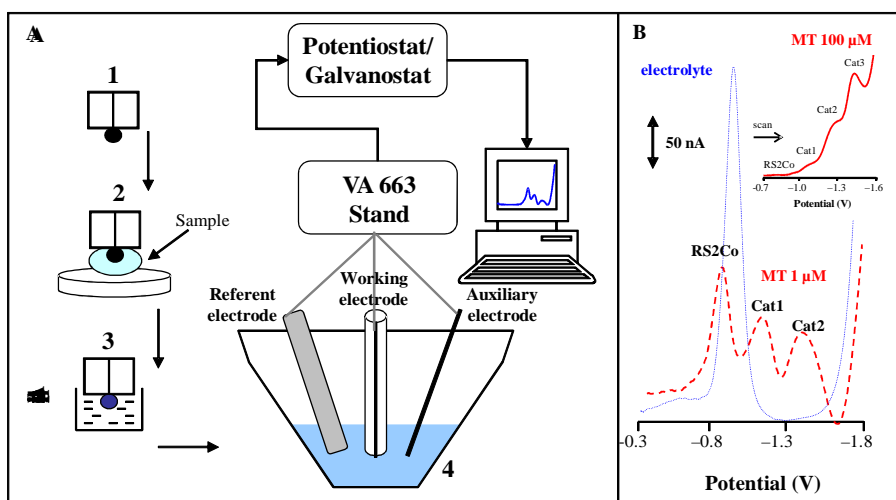 A
1
2
Sample
3
Potentiostat/
Galvanostat
VA 663
Stand
Referent
electrode
Working
electrode
Auxiliary
electrode
4
B
electrolyte
50 nA
MT 100 µM
scan
RS2Co
Cat1
Cat2
Cat3
-0.7
-1.0
-1.3
-1.6
Potential (V)
RS2Co
MT 1 µM
Cat1
Cat2
-0.3
-0.8
-1.3
-1.8
Potential (V)